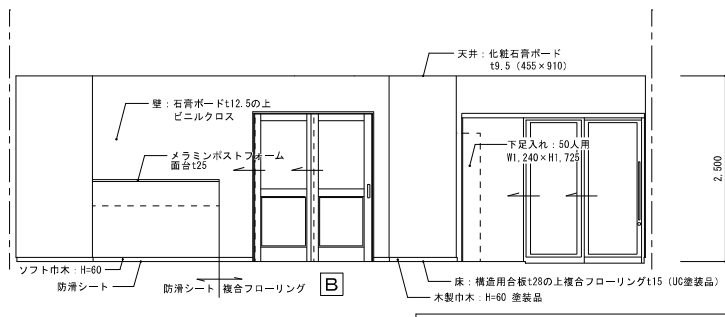 天井：化粧石膏ボード
t9.5（455×910）
壁：石膏ボードt12.5の上
ビニルクロス
下足入れ：50人用
W1,240×H1,725
メラミンポストフォーム
面台t25
2,500
ソフト巾木：H=60
防滑シート
防滑シート
複合フローリング
B
床：構造用合板t28の上複合フローリングt15（UC塗装品）
木製巾木：H=60 塗装品